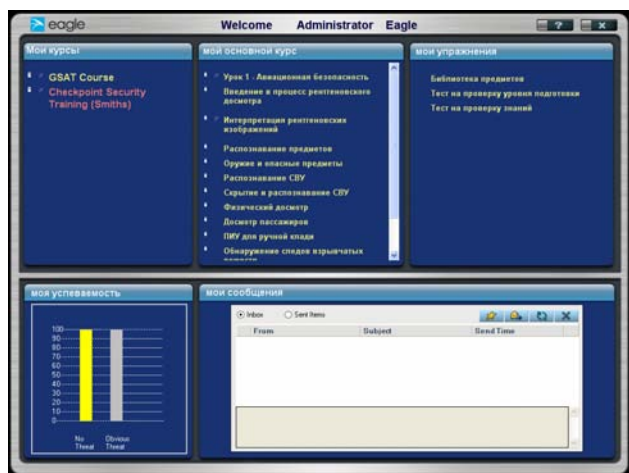 eagle
Welcome Administrator Eagle
?
x
Мои курсы
GSAT Course
Checkpoint Security
Training (Smiths)
мой основной курс
Урок 1 - Авиационная безопасность
Введение в процесс рентгеновского
досмотра
Интерпретация рентгеновских
изображений
Распознавание предметов
Оружие и опасные предметы
Распознавание СВУ
Скрытие и распознавание СВУ
Физический досмотр
Досмотр пассажиров
ПИУ для ручной клади
Обнаружение следов взрывчатых
мои упражнения
Библиотека предметов
Тест на проверку уровня подготовки
Тест на проверку знаний
моя успеваемость
100
90
80
70
60
50
40
30
20
10
0
No Threat
Obvious Threat
мои сообщения
Inbox Sent Items
From Subject Send Time